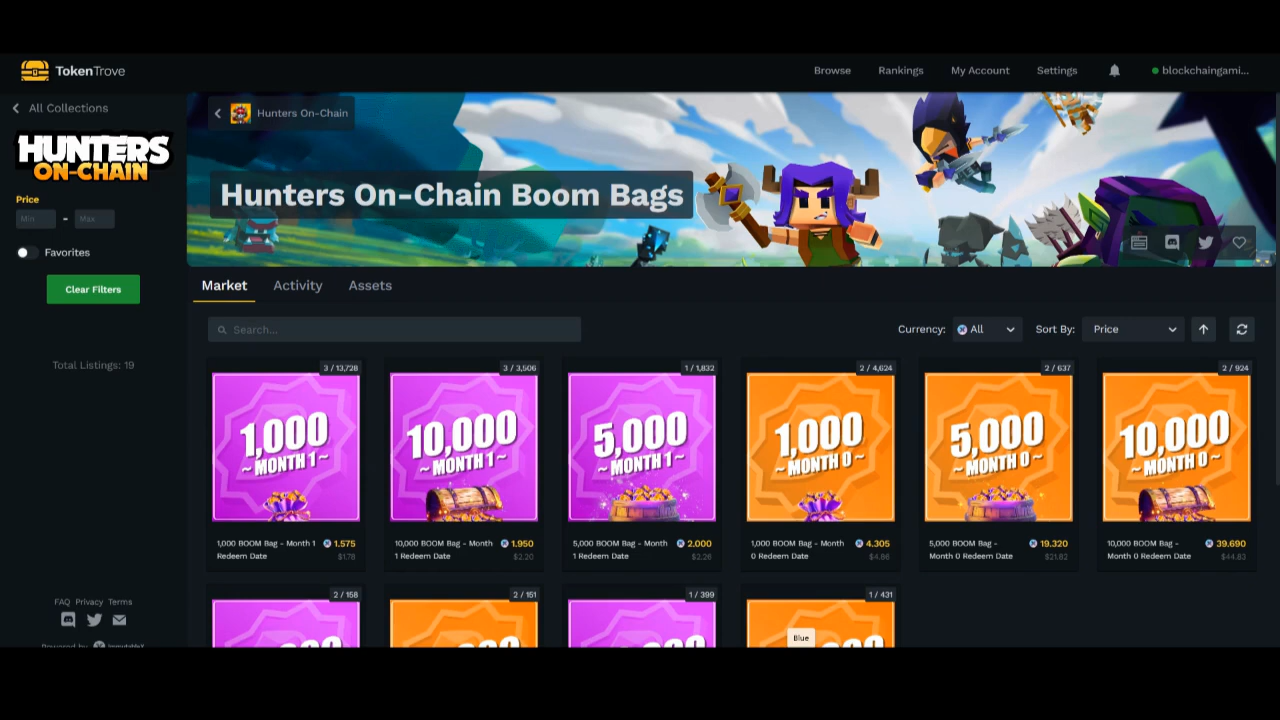 TokenTrove
Browse
Rankings
My Account
Settings
blockchaingami...
All Collections
HUNTERS
ON-CHAIN
Price
Min
-
Max
Favorites
Clear Filters
Total Listings: 19
FAQ Privacy Terms
Powered by ImmutableX
Hunters On-Chain
Hunters On-Chain Boom Bags
Market
Activity
Assets
Search...
Currency:
All
Sort By:
Price
3 / 13,728
1,000
~ MONTH 1 ~
1,000 BOOM Bag - Month 1
Redeem Date
1.575
$1.78
3 / 3,506
10,000
~ MONTH 1 ~
10,000 BOOM Bag - Month
1 Redeem Date
1.950
$2.20
1 / 1,832
5,000
~ MONTH 1 ~
5,000 BOOM Bag - Month
1 Redeem Date
2.000
$2.26
2 / 4,624
1,000
~ MONTH 0 ~
1,000 BOOM Bag - Month
0 Redeem Date
4.305
$4.86
2 / 637
5,000
~ MONTH 0 ~
5,000 BOOM Bag -
Month 0 Redeem Date
19.320
$21.82
2 / 924
10,000
~ MONTH 0 ~
10,000 BOOM Bag -
Month 0 Redeem Date
39.690
$44.83
2 / 158
2 / 151
1 / 399
1 / 431
Blue